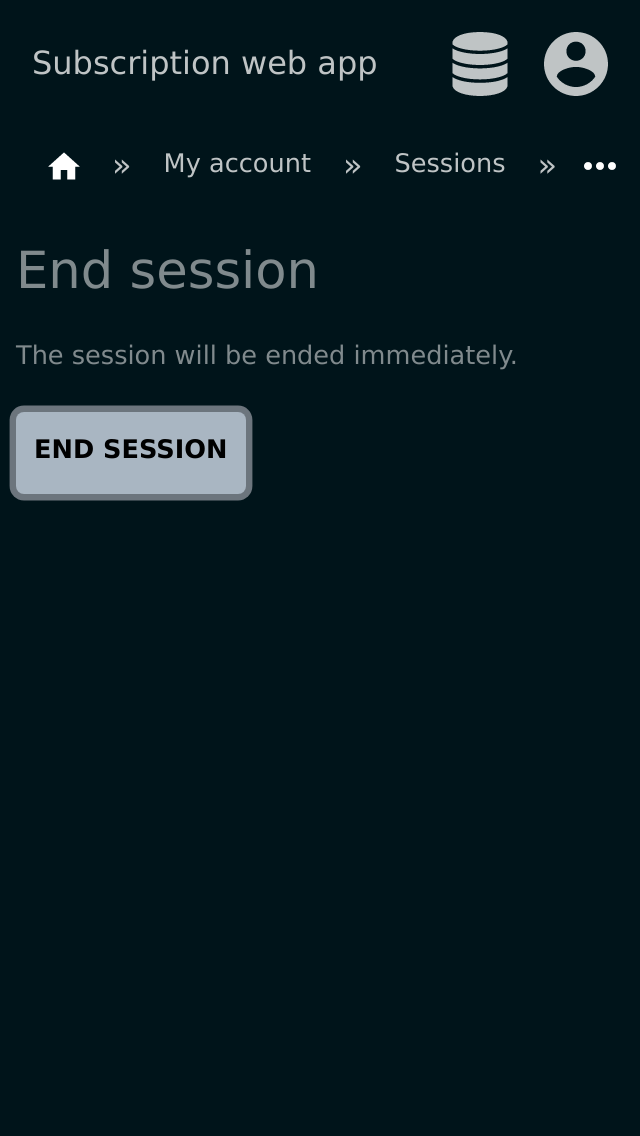 Subscription web app
» My account » Sessions » •••
End session
The session will be ended immediately.
END SESSION